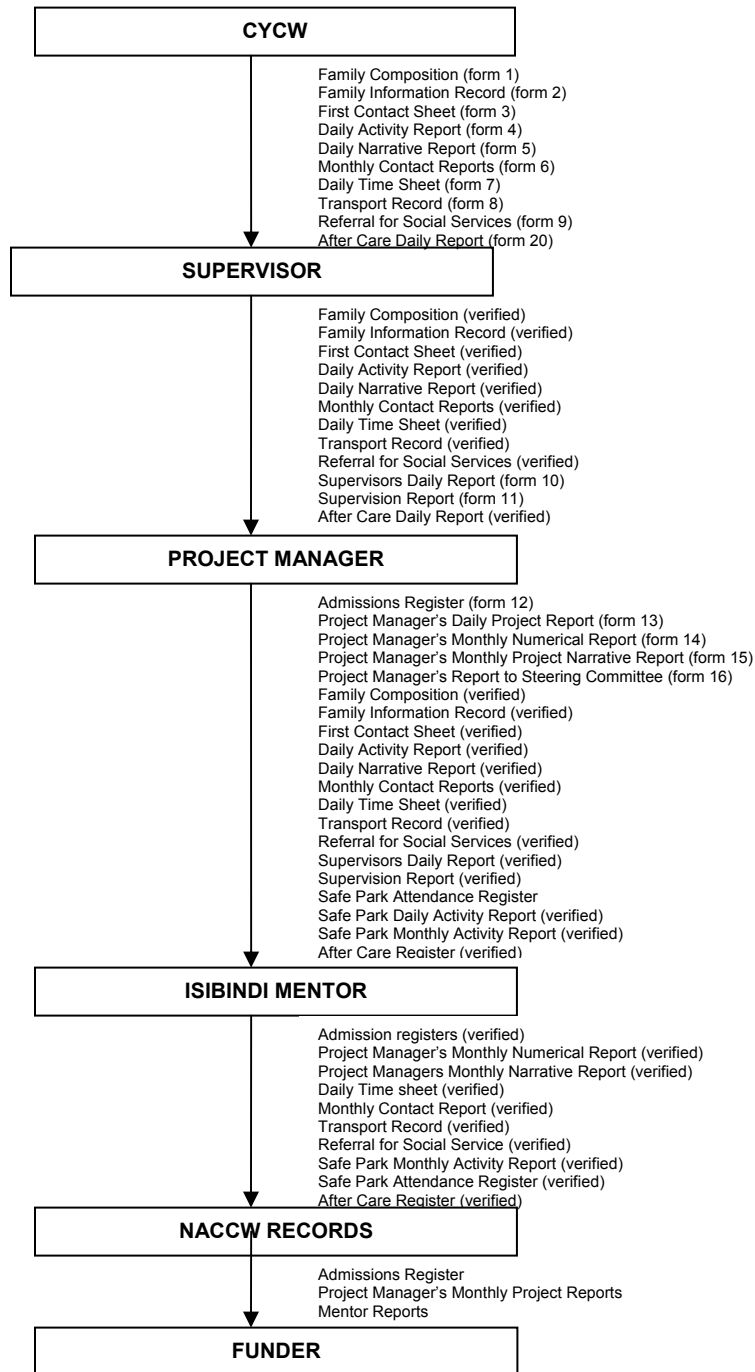 CYCW
Family Composition (form 1)
Family Information Record (form 2)
First Contact Sheet (form 3)
Daily Activity Report (form 4)
Daily Narrative Report (form 5)
Monthly Contact Reports (form 6)
Daily Time Sheet (form 7)
Transport Record (form 8)
Referral for Social Services (form 9)
After Care Daily Report (form 20)
SUPERVISOR
Family Composition (verified)
Family Information Record (verified)
First Contact Sheet (verified)
Daily Activity Report (verified)
Daily Narrative Report (verified)
Monthly Contact Reports (verified)
Daily Time Sheet (verified)
Transport Record (verified)
Referral for Social Services (verified)
Supervisors Daily Report (form 10)
Supervision Report (form 11)
After Care Daily Report (verified)
PROJECT MANAGER
Admissions Register (form 12)
Project Manager's Daily Project Report (form 13)
Project Manager's Monthly Numerical Report (form 14)
Project Manager's Monthly Project Narrative Report (form 15)
Project Manager's Report to Steering Committee (form 16)
Family Composition (verified)
Family Information Record (verified)
First Contact Sheet (verified)
Daily Activity Report (verified)
Daily Narrative Report (verified)
Monthly Contact Reports (verified)
Daily Time Sheet (verified)
Transport Record (verified)
Referral for Social Services (verified)
Supervisors Daily Report (verified)
Supervision Report (verified)
Safe Park Attendance Register
Safe Park Daily Activity Report (verified)
Safe Park Monthly Activity Report (verified)
After Care Register (verified)
ISIBINDI MENTOR
Admission registers (verified)
Project Manager's Monthly Numerical Report (verified)
Project Managers Monthly Narrative Report (verified)
Daily Time sheet (verified)
Monthly Contact Report (verified)
Transport Record (verified)
Referral for Social Service (verified)
Safe Park Monthly Activity Report (verified)
Safe Park Attendance Register (verified)
After Care Register (verified)
NACCW RECORDS
Admissions Register
Project Manager's Monthly Project Reports
Mentor Reports
FUNDER